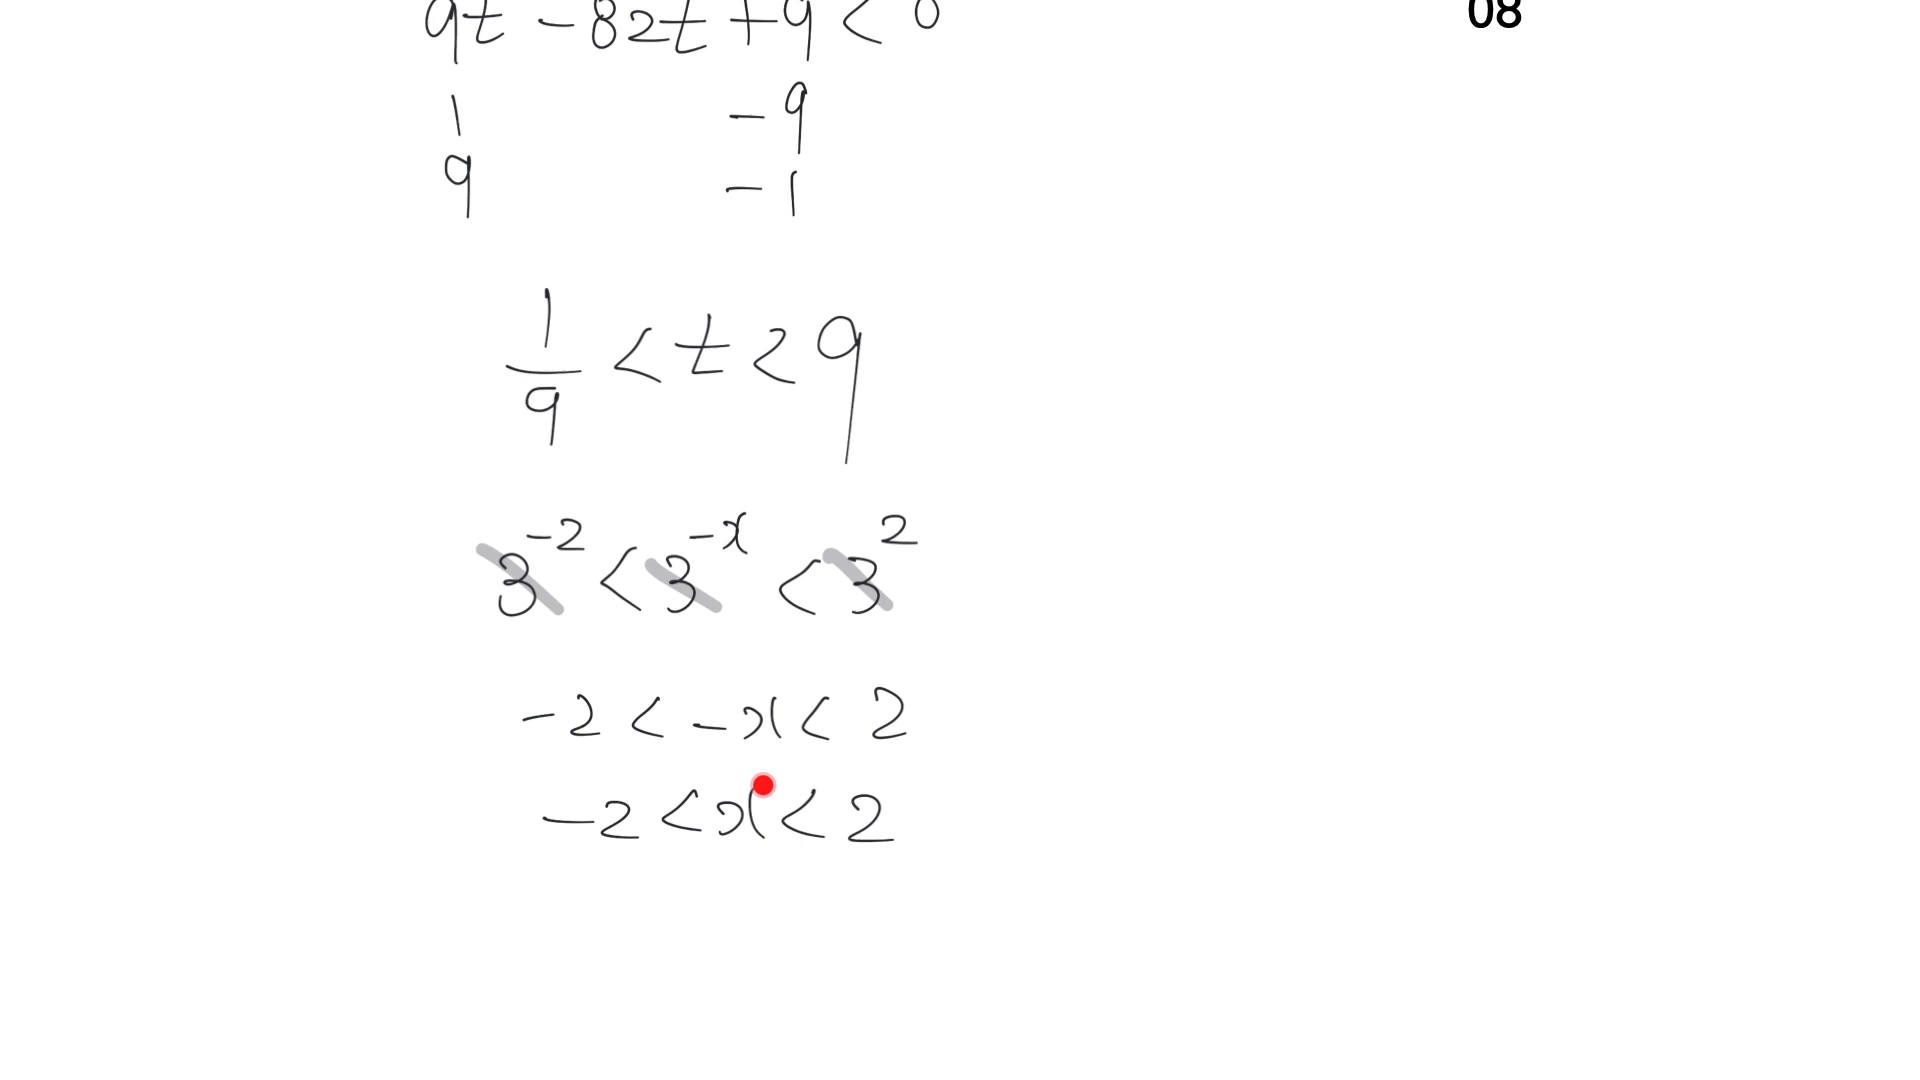 9t - 82t + 9 < 0
08
1 -9
9 -1
1/9 < t < 9
3^-2 < 3^-x < 3^2
-2 < -x < 2
-2 < x < 2